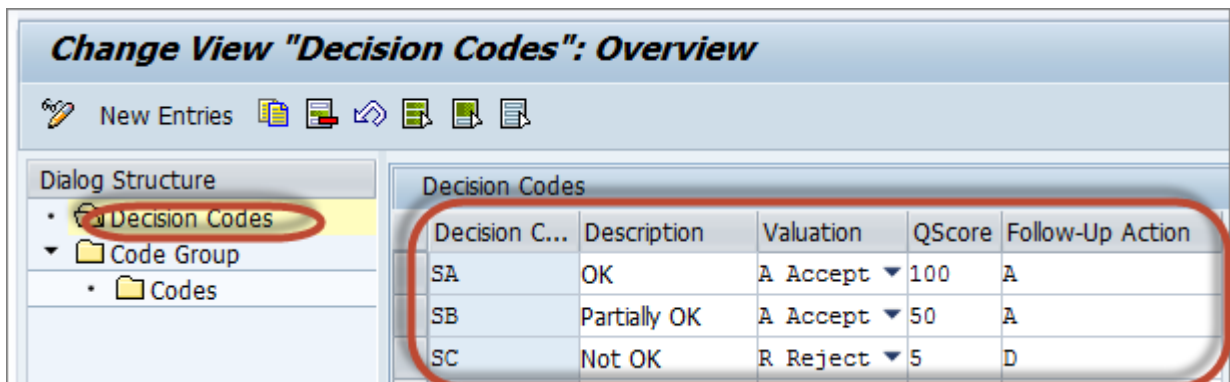 Change View "Decision Codes": Overview
New Entries
Dialog Structure
Decision Codes
Code Group
Codes
Decision Codes
Decision C... Description Valuation QScore Follow-Up Action
SA OK A Accept 100 A
SB Partially OK A Accept 50 A
SC Not OK R Reject 5 D